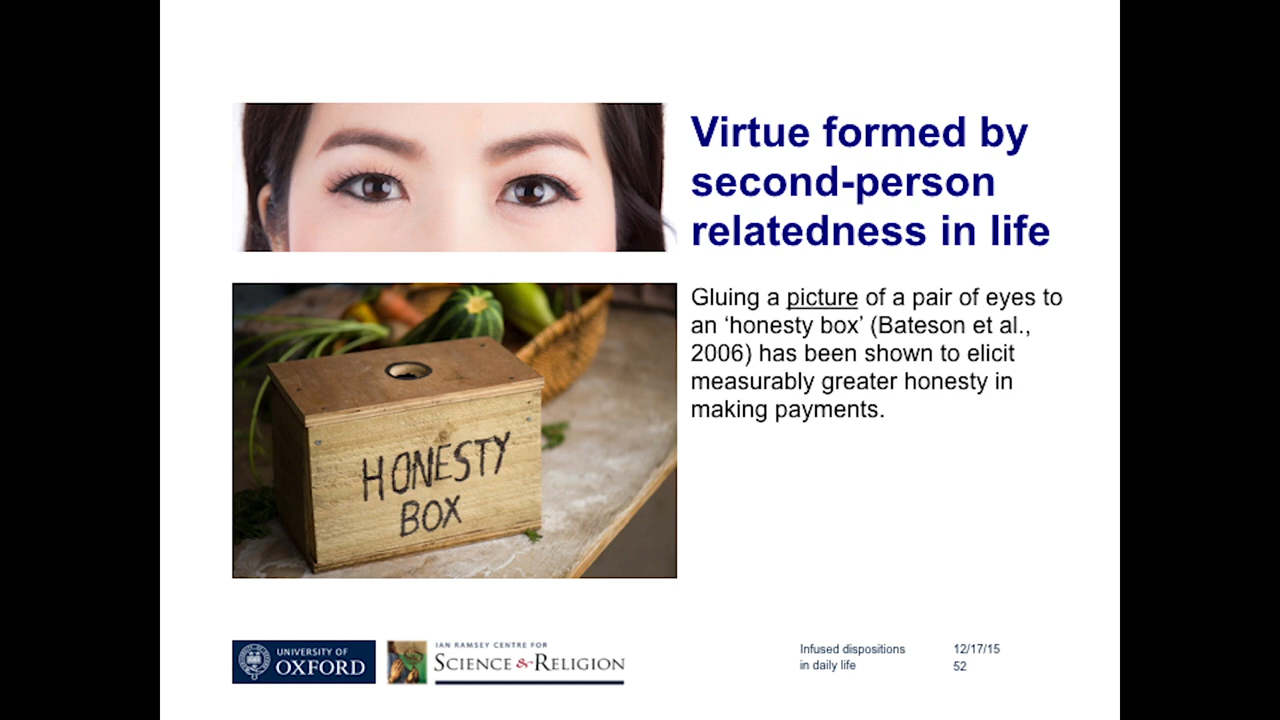 Virtue formed by
second-person
relatedness in life
Gluing a picture of a pair of eyes to
an ‘honesty box’ (Bateson et al.,
2006) has been shown to elicit
measurably greater honesty in
making payments.
HONESTY
BOX
UNIVERSITY OF
OXFORD
IAN RAMSEY CENTRE FOR
SCIENCE & RELIGION
Infused dispositions
in daily life
12/17/15
52